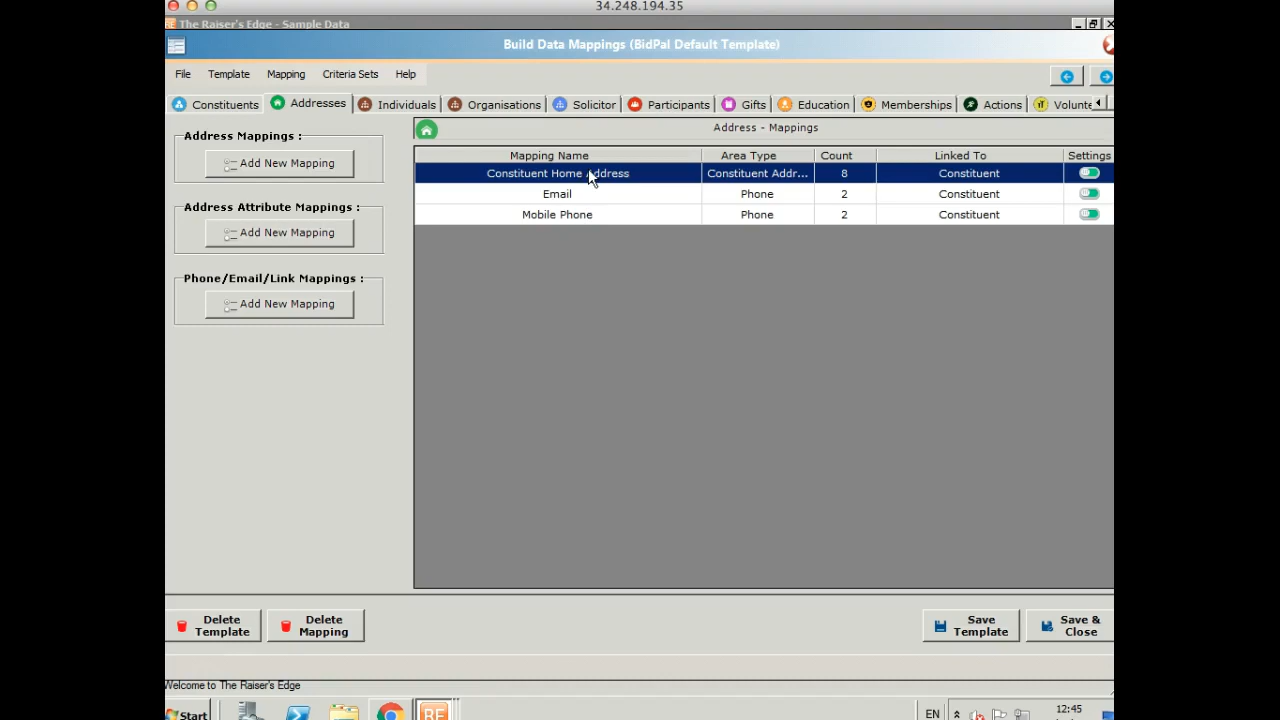 34.248.194.35
RE The Raiser's Edge - Sample Data
Build Data Mappings (BidPal Default Template)
File Template Mapping Criteria Sets Help
Constituents Addresses Individuals Organisations Solicitor Participants Gifts Education Memberships Actions Volunte
Address Mappings :
Add New Mapping
Address Attribute Mappings :
Add New Mapping
Phone/Email/Link Mappings :
Add New Mapping
Address - Mappings
Mapping Name Area Type Count Linked To Settings
Constituent Home Address Constituent Addr... 8 Constituent
Email Phone 2 Constituent
Mobile Phone Phone 2 Constituent
Delete Template
Delete Mapping
Save Template
Save & Close
Welcome to The Raiser's Edge
Start RE EN 12:45